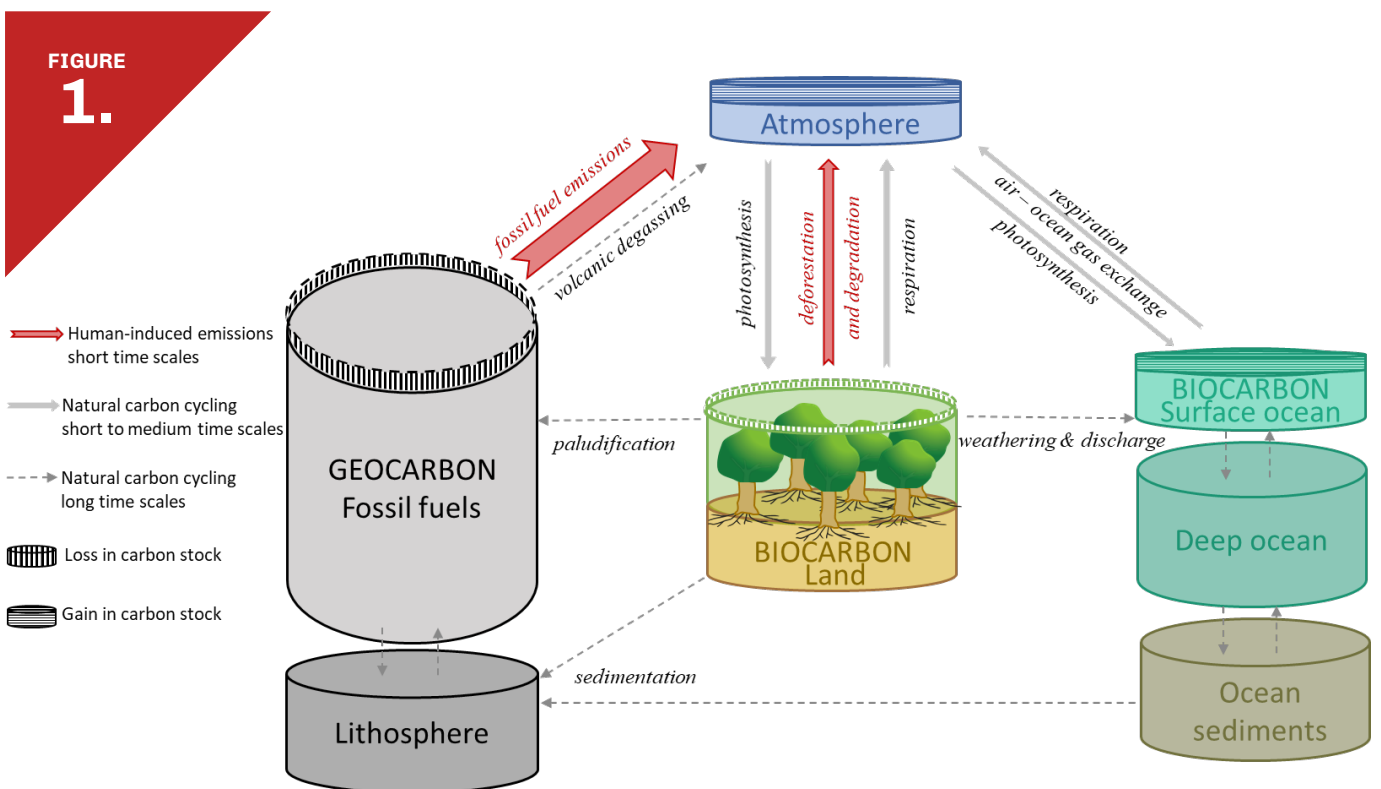 FIGURE
1.
Atmosphere
fossil fuel emissions
volcanic degassing
photosynthesis
deforestation
and degradation
respiration
respiration
air – ocean gas exchange
photosynthesis
Human-induced emissions
short time scales
Natural carbon cycling
short to medium time scales
Natural carbon cycling
long time scales
Loss in carbon stock
Gain in carbon stock
GEOCARBON
Fossil fuels
paludification
BIOCARBON
Land
weathering & discharge
BIOCARBON
Surface ocean
Deep ocean
Ocean
sediments
sedimentation
Lithosphere